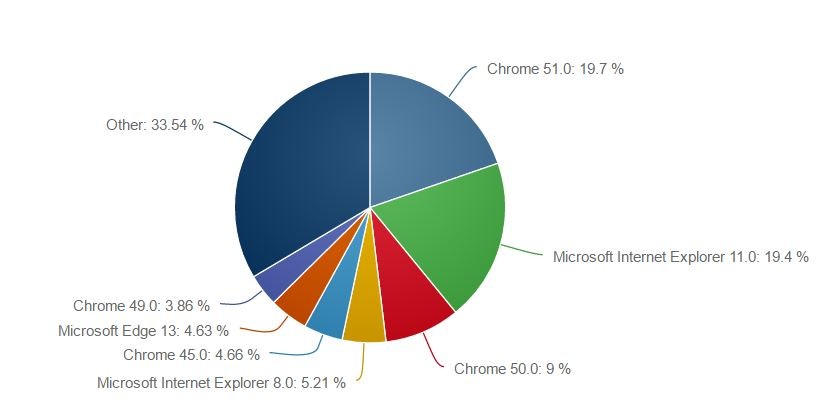 Chrome 51.0: 19.7 %
Other: 33.54 %
Microsoft Internet Explorer 11.0: 19.4 %
Chrome 49.0: 3.86 %
Microsoft Edge 13: 4.63 %
Chrome 45.0: 4.66 %
Chrome 50.0: 9 %
Microsoft Internet Explorer 8.0: 5.21 %